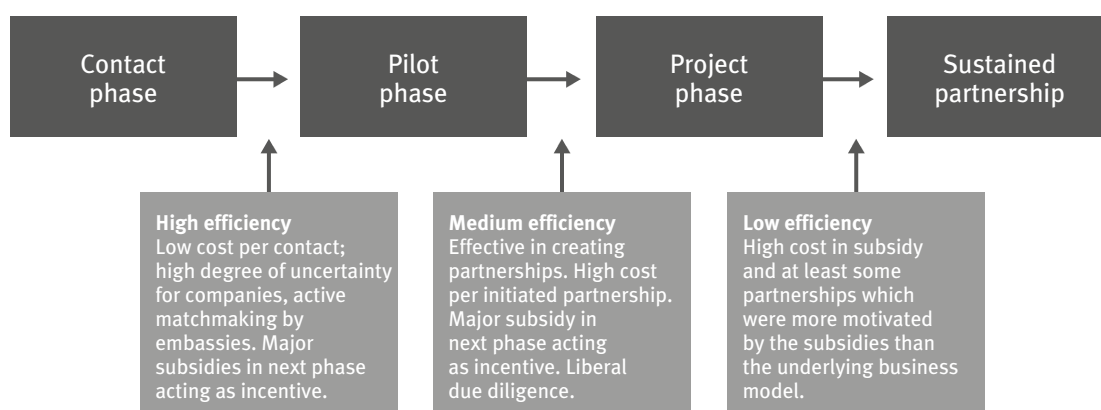 Contact
phase
Pilot
phase
Project
phase
Sustained
partnership
High efficiency
Low cost per contact;
high degree of uncertainty
for companies, active
matchmaking by
embassies. Major
subsidies in next phase
acting as incentive.
Medium efficiency
Effective in creating
partnerships. High cost
per initiated partnership.
Major subsidy in
next phase acting
as incentive. Liberal
due diligence.
Low efficiency
High cost in subsidy
and at least some
partnerships which
were more motivated
by the subsidies than
the underlying business
model.